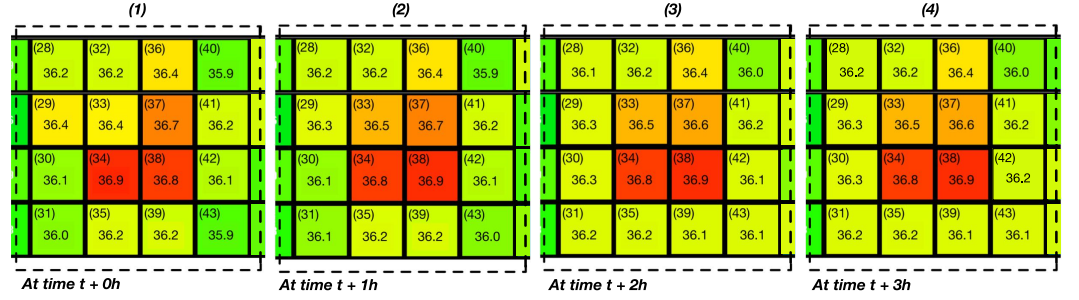 (1) (2) (3) (4)
(28) (32) (36) (40) (28) (32) (36) (40) (28) (32) (36) (40) (28) (32) (36) (40)
36.2 36.2 36.4 35.9 36.2 36.2 36.4 35.9 36.1 36.2 36.4 36.0 36.2 36.2 36.4 36.0
(29) (33) (37) (41) (29) (33) (37) (41) (29) (33) (37) (41) (29) (33) (37) (41)
36.4 36.4 36.7 36.2 36.3 36.5 36.7 36.2 36.3 36.5 36.6 36.2 36.3 36.5 36.6 36.2
(30) (34) (38) (42) (30) (34) (38) (42) (30) (34) (38) (42) (30) (34) (38) (42)
36.1 36.9 36.8 36.1 36.1 36.8 36.9 36.1 36.3 36.8 36.9 36.1 36.3 36.8 36.9 36.2
(31) (35) (39) (43) (31) (35) (39) (43) (31) (35) (39) (43) (31) (35) (39) (43)
36.0 36.2 36.2 35.9 36.1 36.2 36.2 36.0 36.2 36.2 36.1 36.1 36.2 36.2 36.1 36.1
At time t + 0h At time t + 1h At time t + 2h At time t + 3h